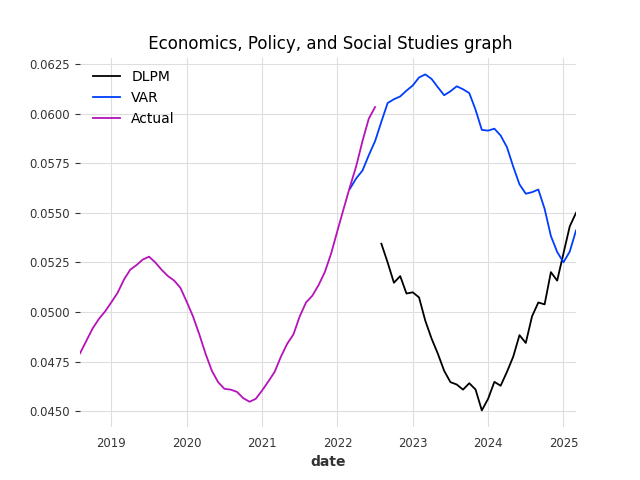 Economics, Policy, and Social Studies graph
DLPM
VAR
Actual
0.0625
0.0600
0.0575
0.0550
0.0525
0.0500
0.0475
0.0450
2019 2020 2021 2022 2023 2024 2025
date